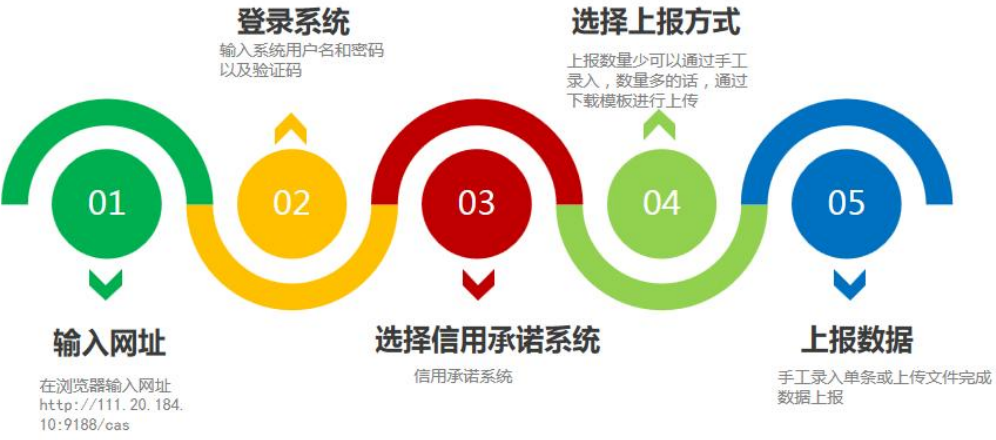 登录系统
输入系统用户名和密码
以及验证码
选择上报方式
上报数量少可以通过手工
录入，数量多的话，通过
下载模板进行上传
01
02
03
04
05
输入网址
在浏览器输入网址
http://111.20.184.
10:9188/cas
选择信用承诺系统
信用承诺系统
上报数据
手工录入单条或上传文件完成
数据上报